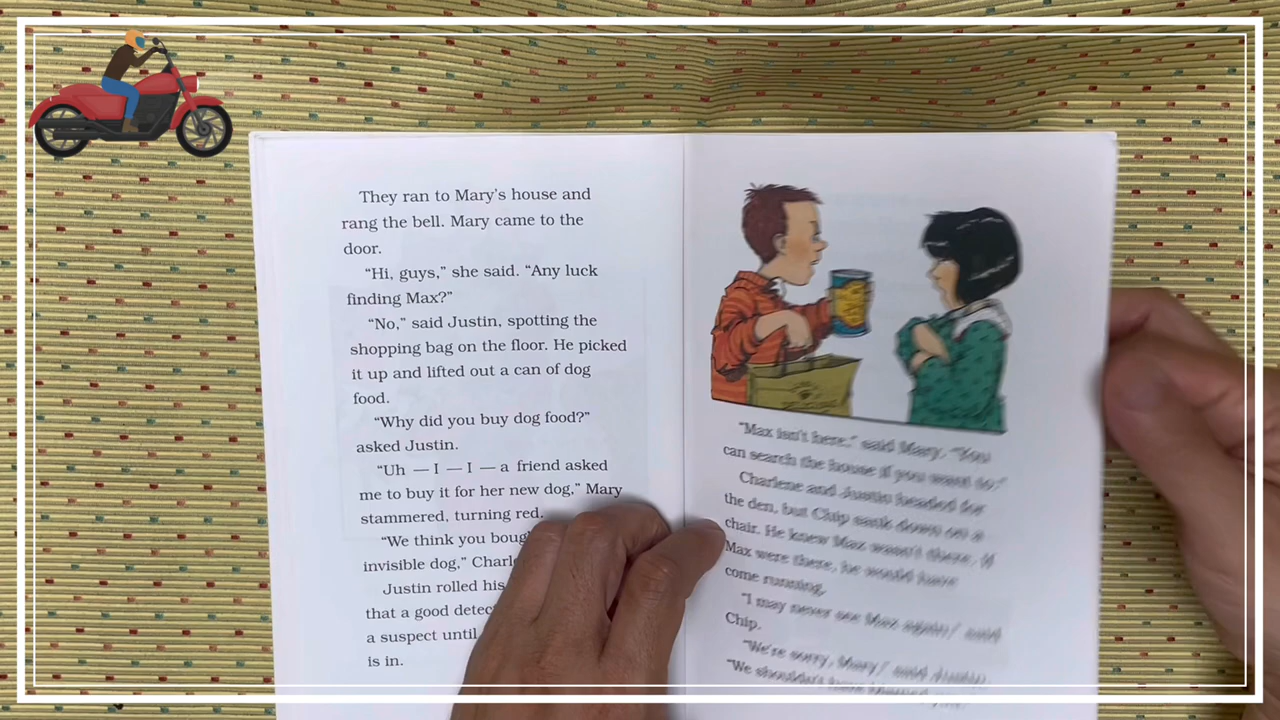 They ran to Mary's house and
rang the bell. Mary came to the
door.
"Hi, guys," she said. "Any luck
finding Max?"
"No," said Justin, spotting the
shopping bag on the floor. He picked
it up and lifted out a can of dog
food.
"Why did you buy dog food?"
asked Justin.
"Uh — I — I — a friend asked
me to buy it for her new dog," Mary
stammered, turning red.
"We think you
invisible dog,"
Justin rolled his
that a good
a suspect until
is in.
"Max isn't here," said Mary. "You
can search the house if you want to."
Charlene and Justin headed for
the den, but Chip sank down on a
chair. He knew Max wasn't there. If
Max were there, he would have
come running.
"I may never see Max again," said
Chip.
"We're sorry, Mary," said Justin.
"We shouldn't have